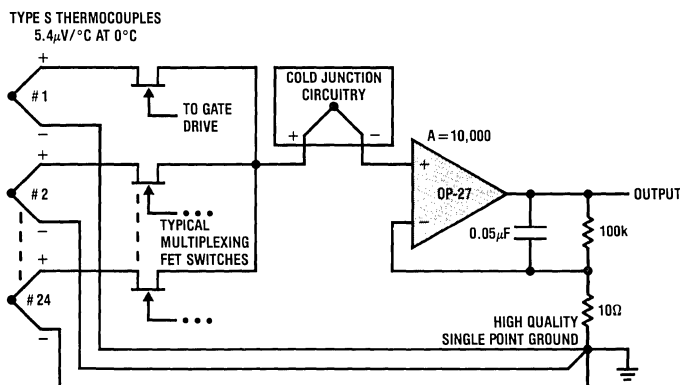 TYPE S THERMOCOUPLES
5.4μV/°C AT 0°C
+
#1
−
TO GATE
DRIVE
COLD JUNCTION
CIRCUITRY
+ −
A = 10,000
+
OP-27
−
OUTPUT
0.05μF
100k
10Ω
+
#2
−
TYPICAL
MULTIPLEXING
FET SWITCHES
+
#24
−
HIGH QUALITY
SINGLE POINT GROUND